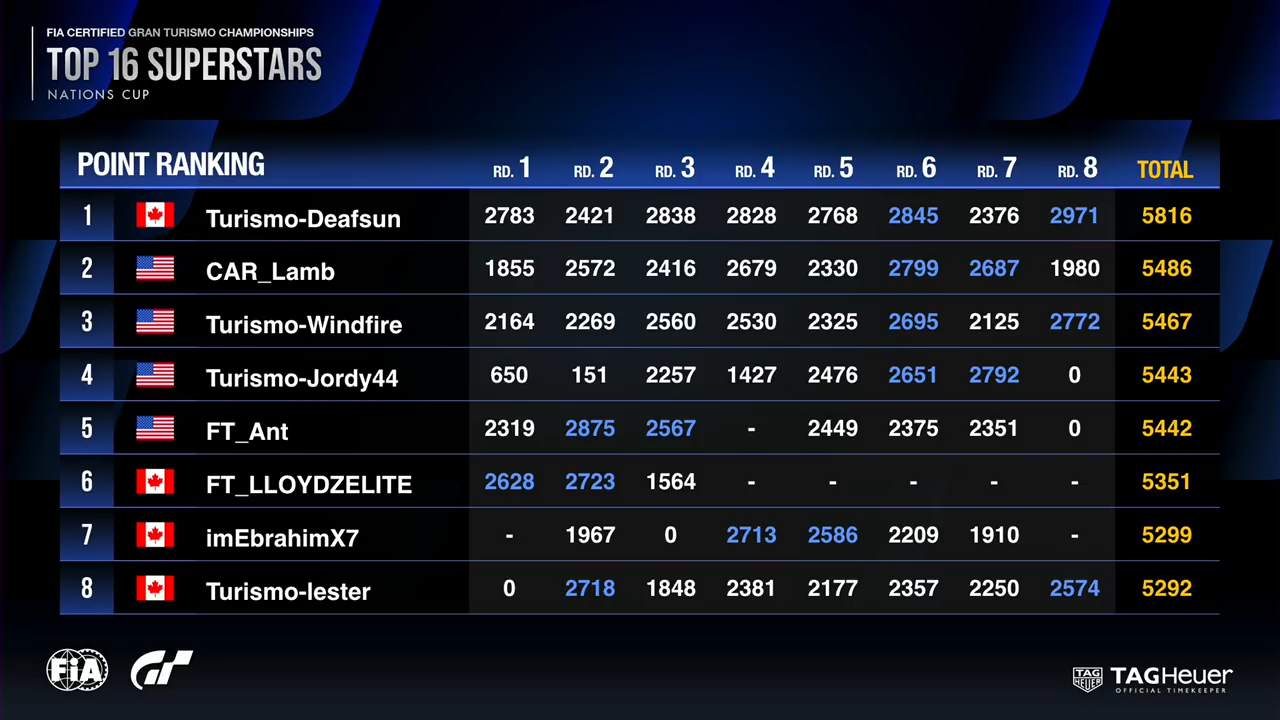 FIA CERTIFIED GRAN TURISMO CHAMPIONSHIPS
TOP 16 SUPERSTARS
NATIONS CUP
POINT RANKING RD. 1 RD. 2 RD. 3 RD. 4 RD. 5 RD. 6 RD. 7 RD. 8 TOTAL
1 Turismo-Deafsun 2783 2421 2838 2828 2768 2845 2376 2971 5816
2 CAR_Lamb 1855 2572 2416 2679 2330 2799 2687 1980 5486
3 Turismo-Windfire 2164 2269 2560 2530 2325 2695 2125 2772 5467
4 Turismo-Jordy44 650 151 2257 1427 2476 2651 2792 0 5443
5 FT_Ant 2319 2875 2567 - 2449 2375 2351 0 5442
6 FT_LLOYDZELITE 2628 2723 1564 - - - - - 5351
7 imEbrahimX7 - 1967 0 2713 2586 2209 1910 - 5299
8 Turismo-lester 0 2718 1848 2381 2177 2357 2250 2574 5292
FiA GT TAG HEUER TAGHeuer
OFFICIAL TIMEKEEPER